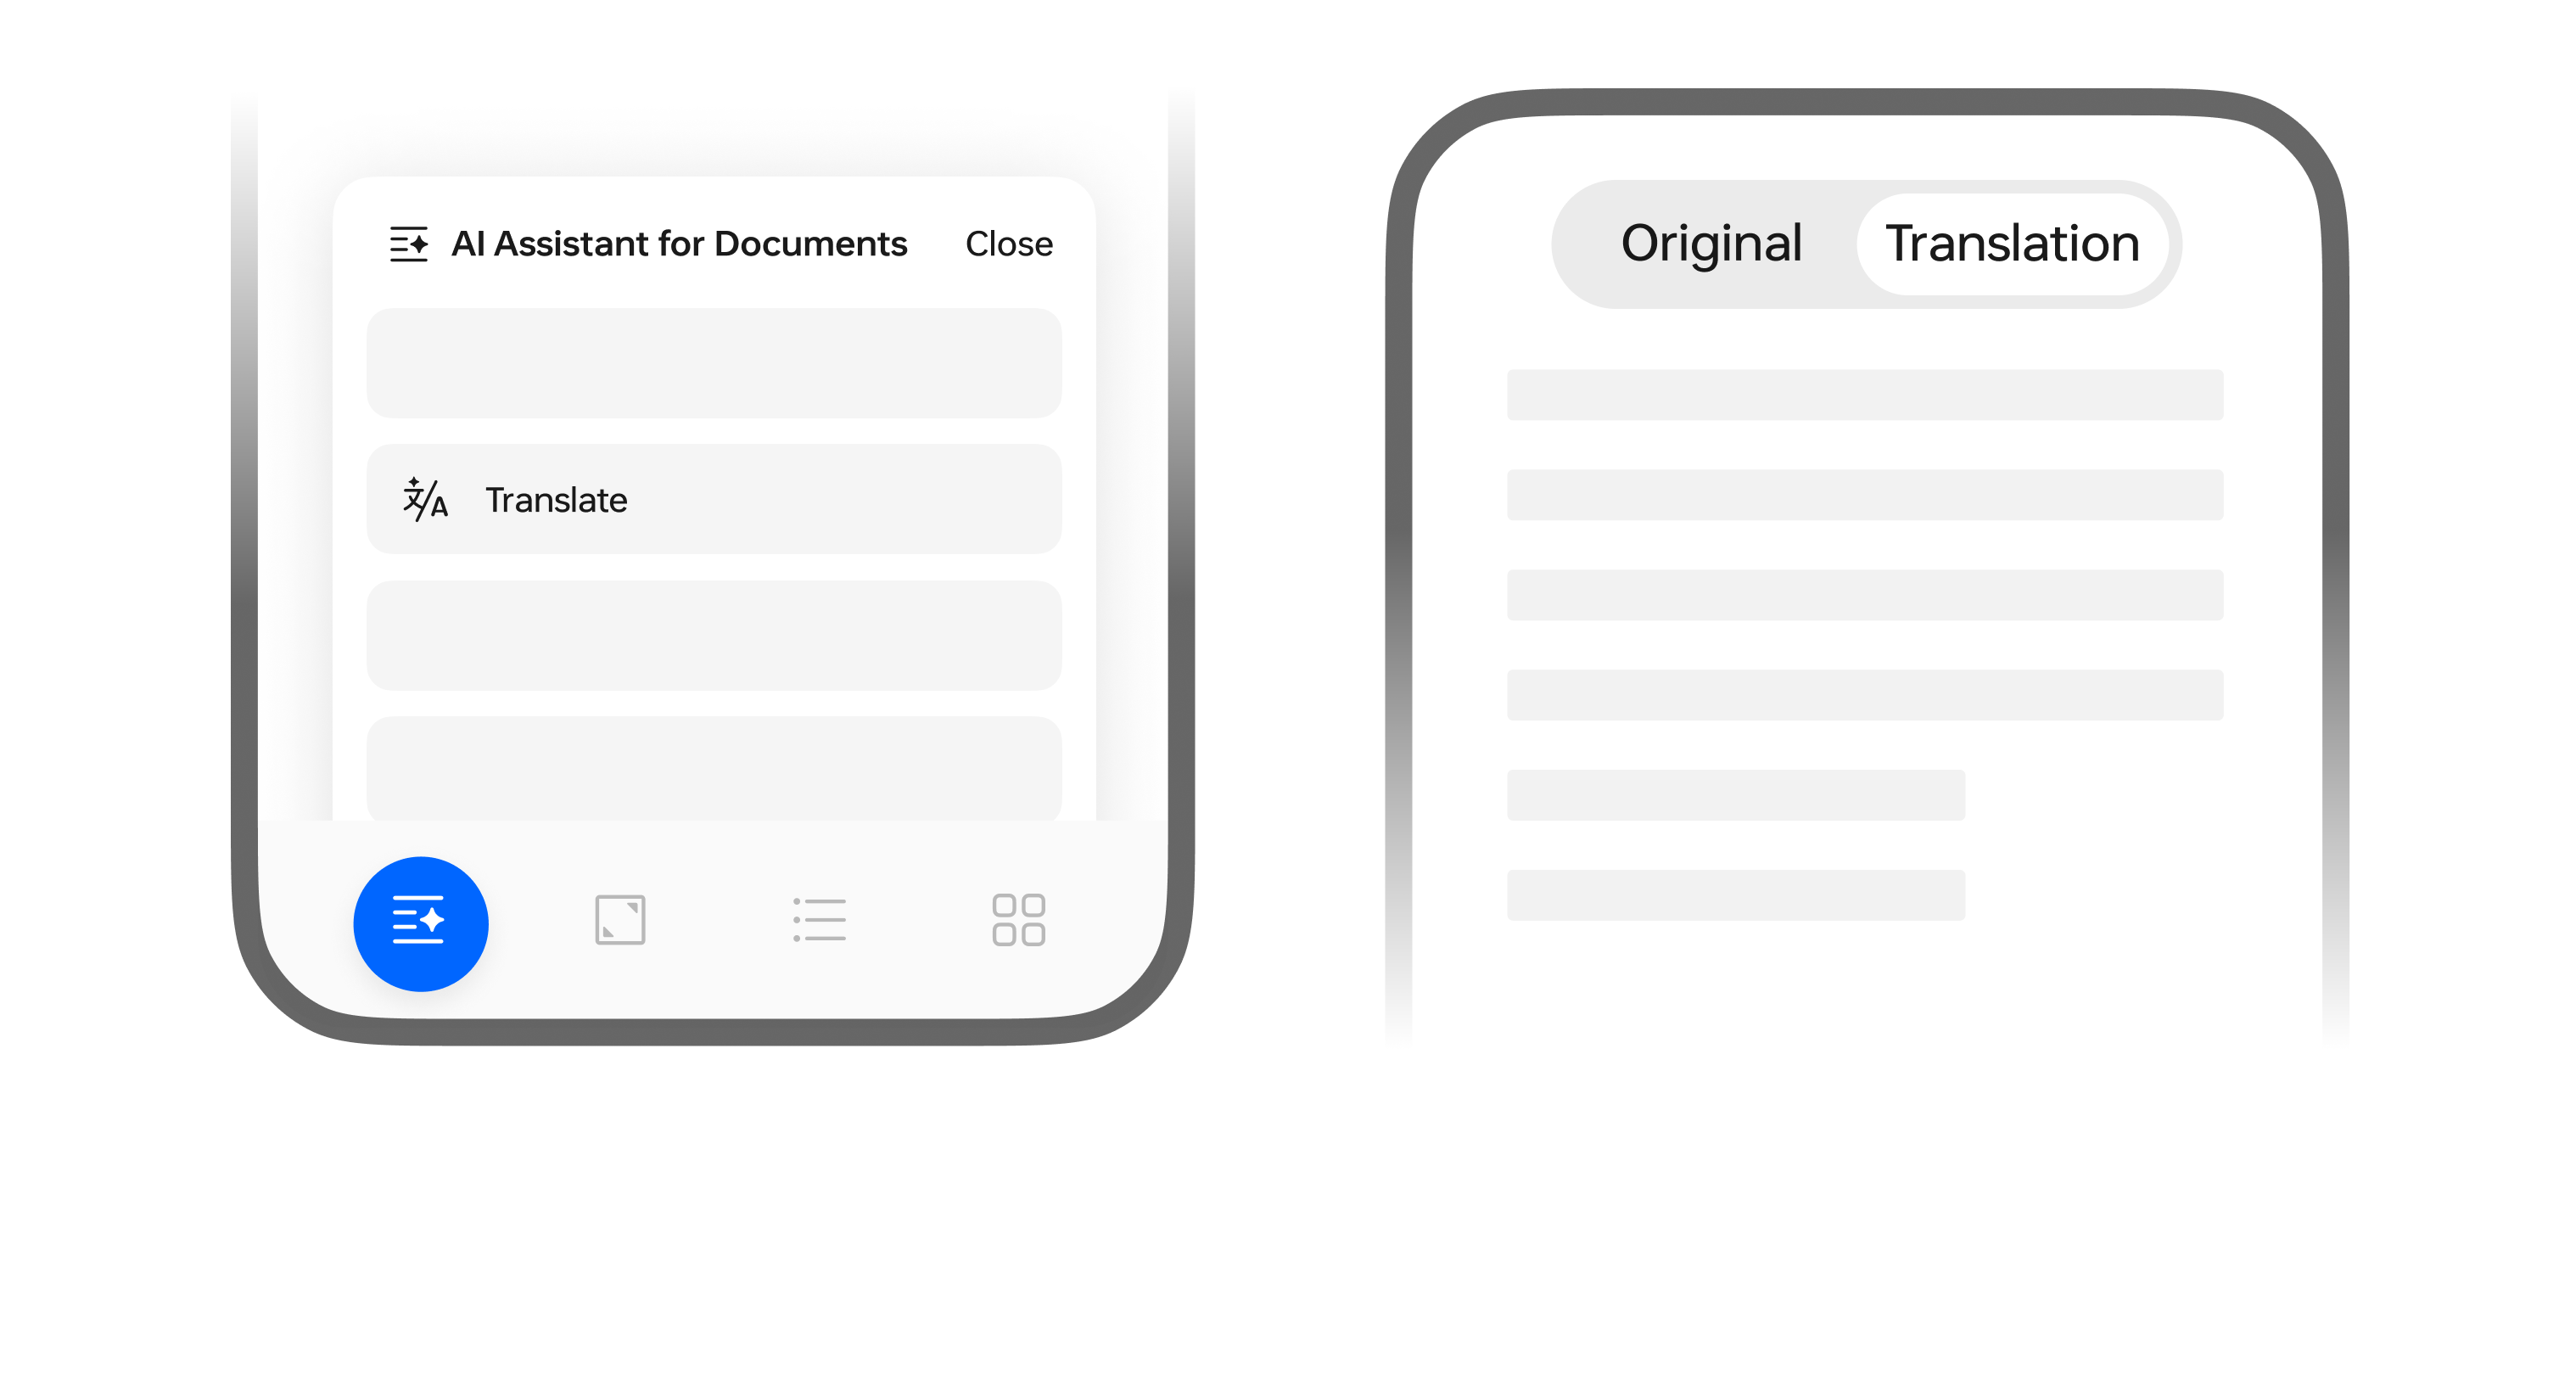 AI Assistant for Documents
Close
Translate
Original
Translation